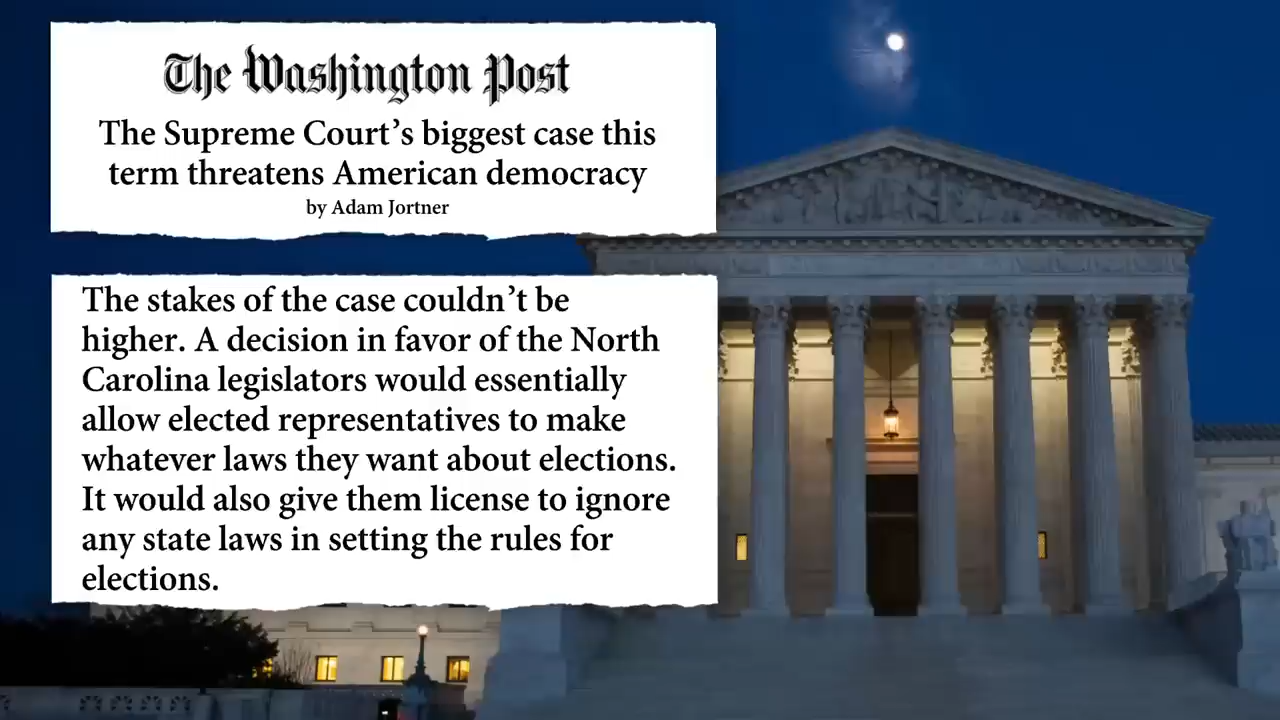 The Washington Post
The Supreme Court’s biggest case this
term threatens American democracy
by Adam Jortner
The stakes of the case couldn’t be
higher. A decision in favor of the North
Carolina legislators would essentially
allow elected representatives to make
whatever laws they want about elections.
It would also give them license to ignore
any state laws in setting the rules for
elections.